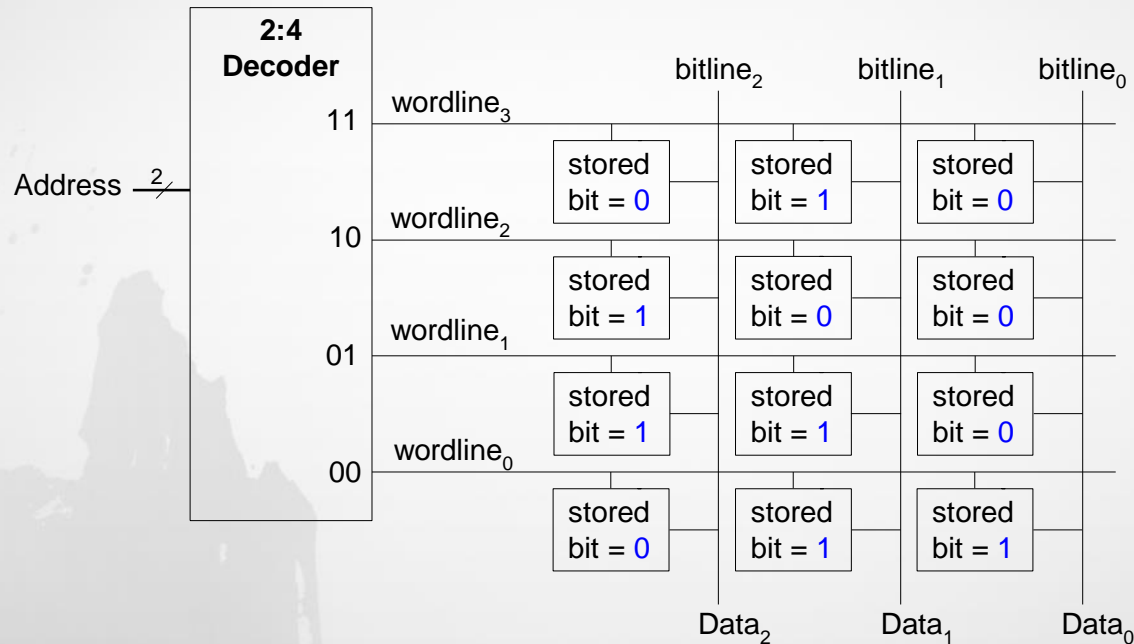 2:4
Decoder
bitline₂ bitline₁ bitline₀
wordline₃
11
stored stored stored
bit = 0 bit = 1 bit = 0
Address 2
wordline₂
10
stored stored stored
bit = 1 bit = 0 bit = 0
wordline₁
01
stored stored stored
bit = 1 bit = 1 bit = 0
wordline₀
00
stored stored stored
bit = 0 bit = 1 bit = 1
Data₂ Data₁ Data₀